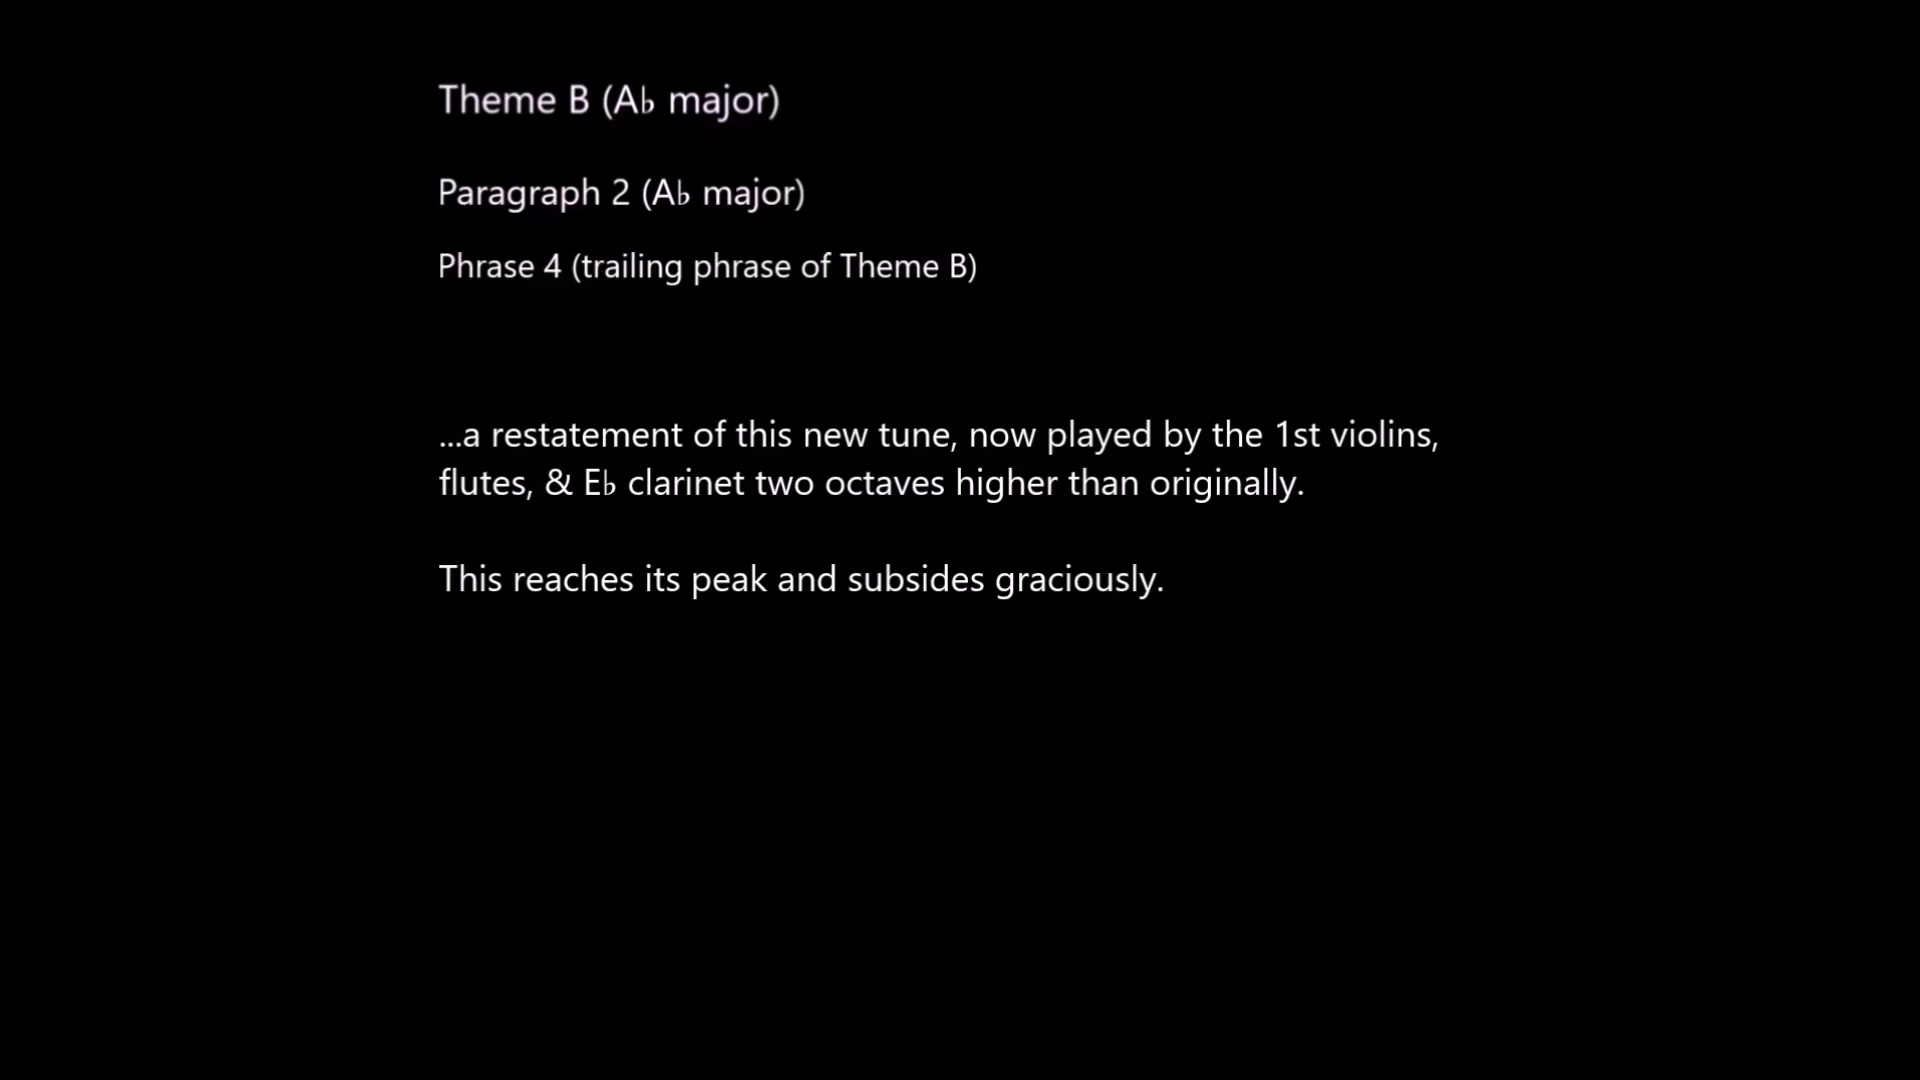 Theme B (A♭ major)
Paragraph 2 (A♭ major)
Phrase 4 (trailing phrase of Theme B)
...a restatement of this new tune, now played by the 1st violins,
flutes, & E♭ clarinet two octaves higher than originally.
This reaches its peak and subsides graciously.